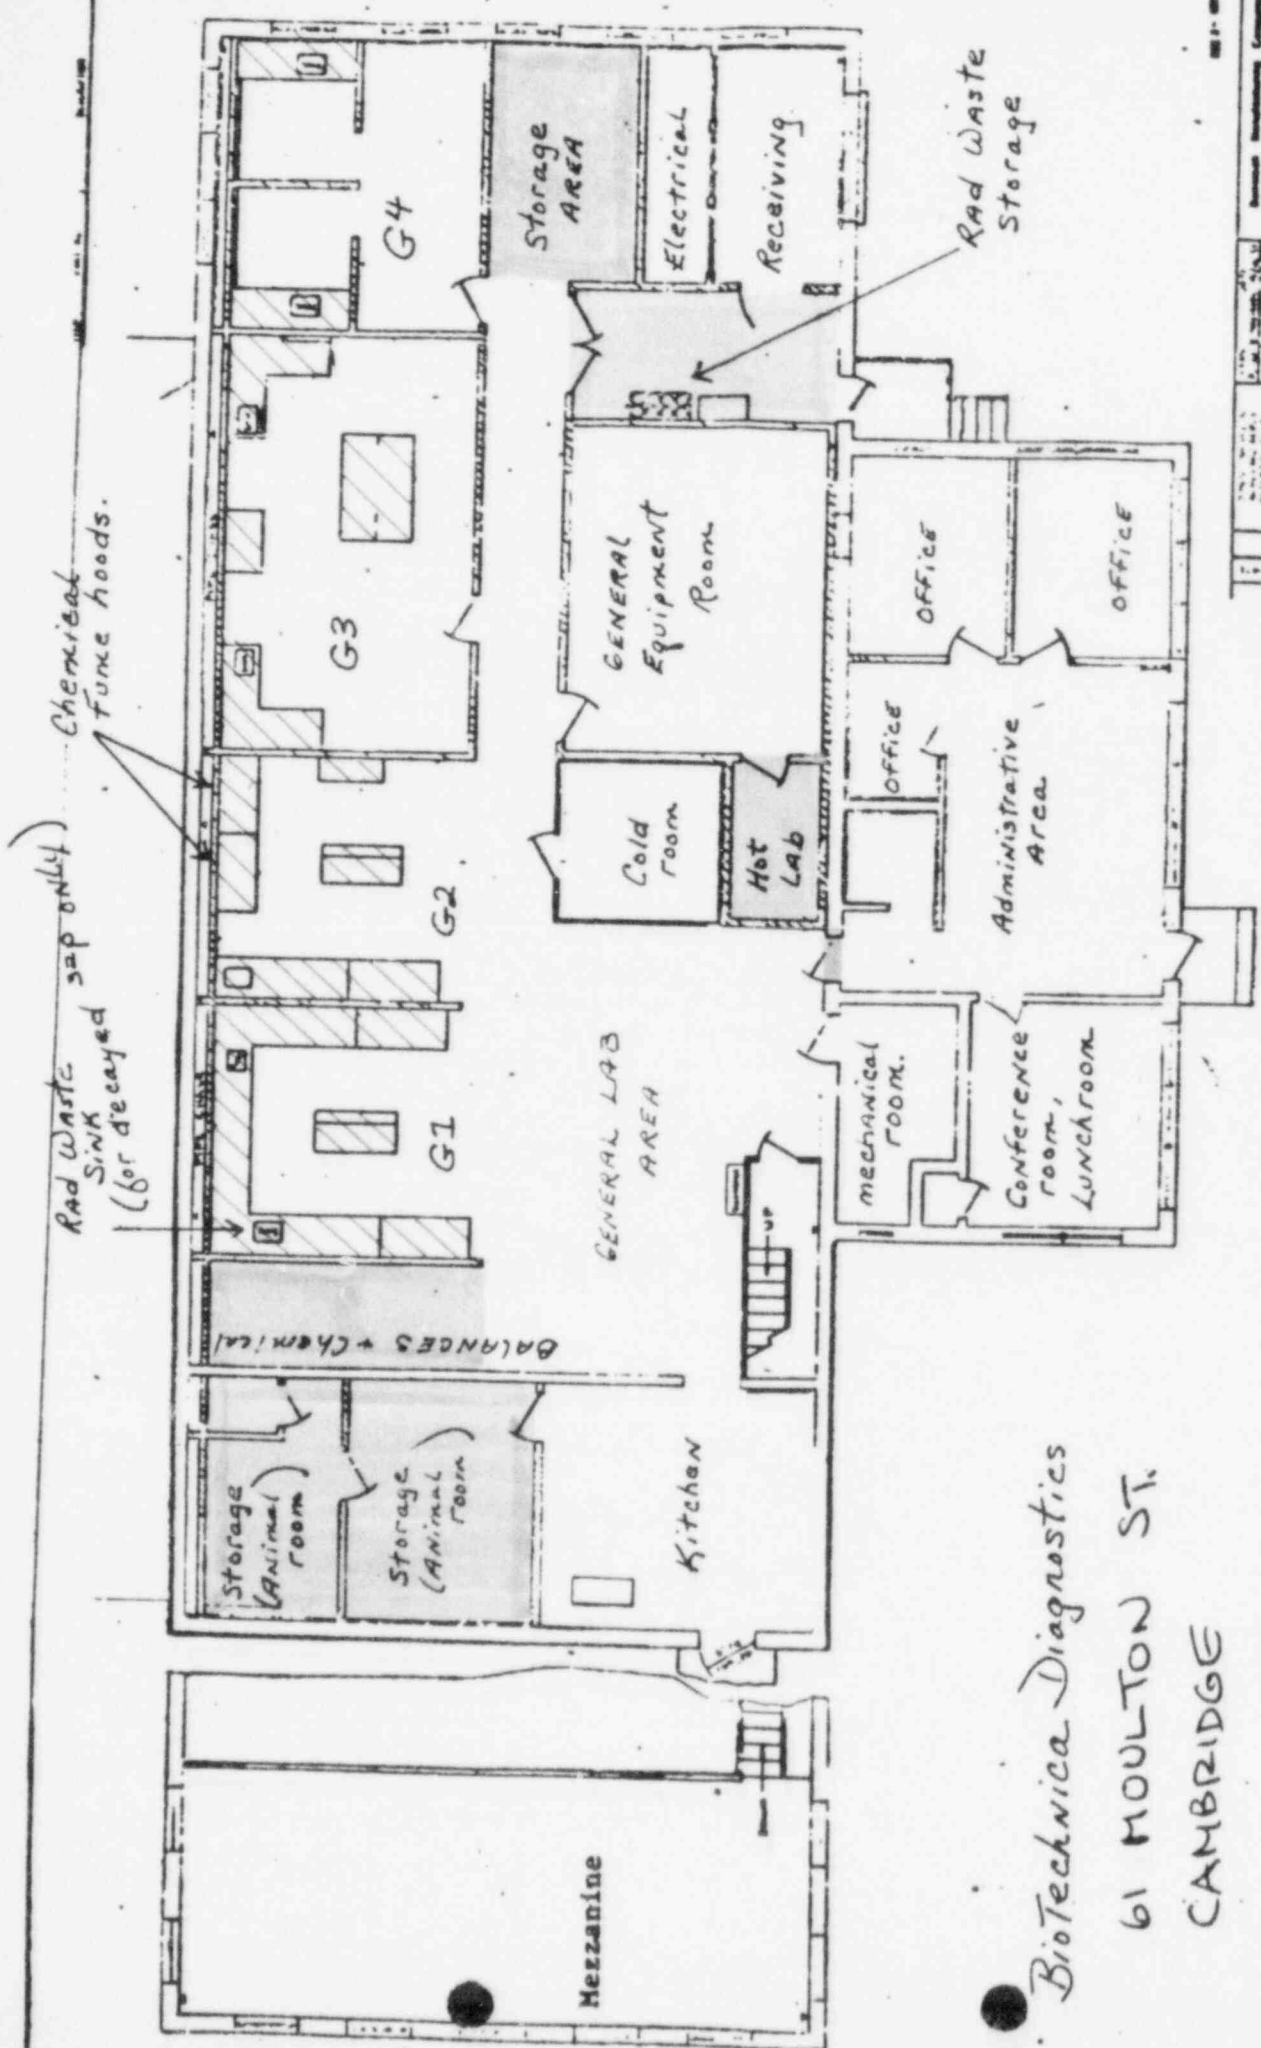 Chemical
Fume hoods.
Rad Waste
Sink
(for decayed 32P ONLY)
G4
Storage
AREA
Electrical
Receiving
Rad Waste
Storage
G3
GENERAL
Equipment
Room
OFFICE
OFFICE
OFFICE
G2
Cold
room
Hot
Lab
Administrative
Area
G1
GENERAL LAB
AREA
mechanical
room.
Conference
room,
Lunchroom
UP
BALANCES + Chemical
Storage
(Animal
room)
Storage
(Animal
room)
Kitchen
Mezzanine
BioTechnica Diagnostics
61 MOULTON ST.
CAMBRIDGE